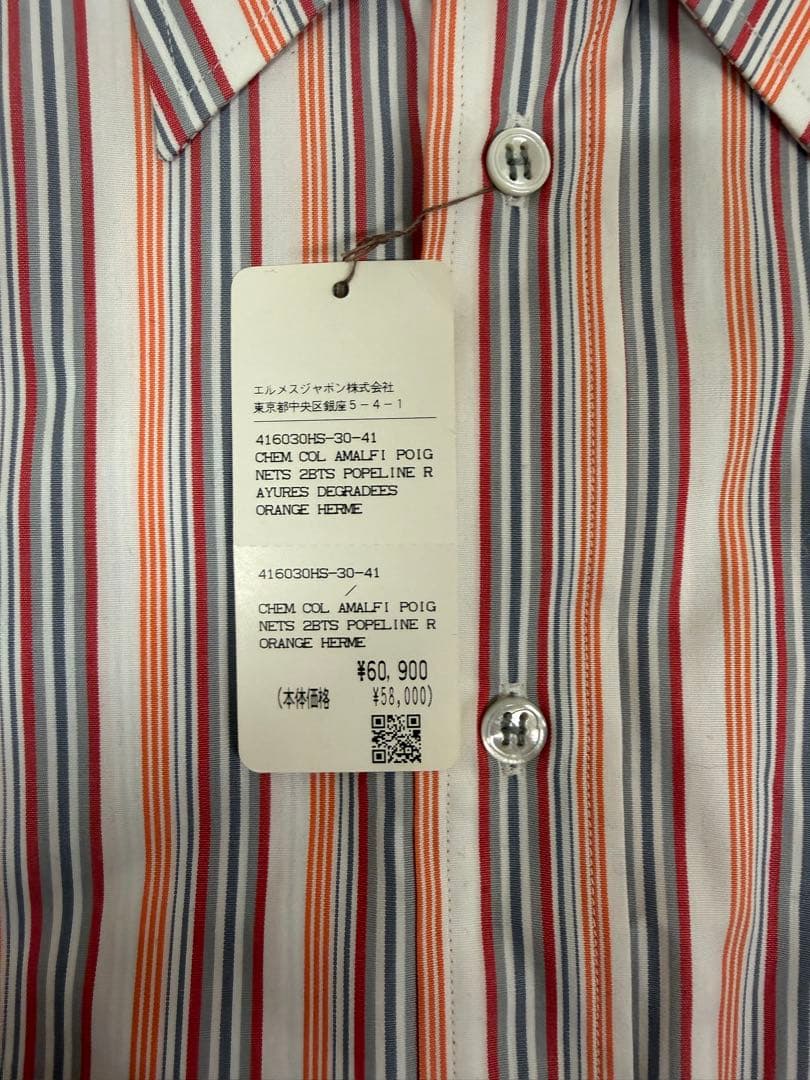 エルメスジャポン株式会社
東京都中央区銀座５－４－１
416030HS-30-41
CHEM. COL AMALFI POIG
NETS 2BTS POPELINE R
AYURES DEGRADEES
ORANGE HERME
416030HS-30-41
/
CHEM. COL AMALFI POIG
NETS 2BTS POPELINE R
ORANGE HERME
¥60,900
(本体価格 ¥58,000)